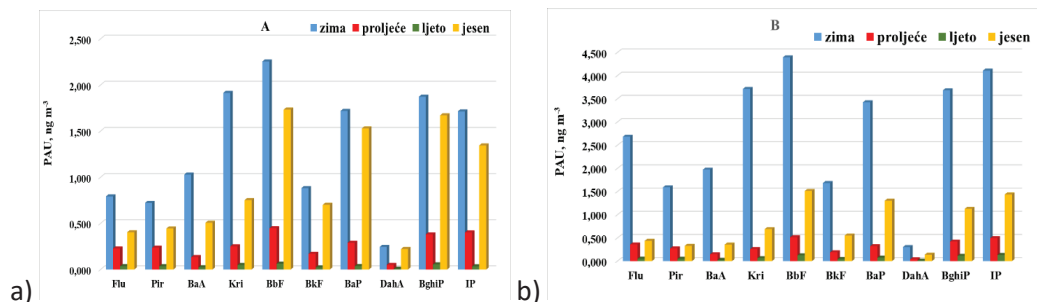 A
zima proljeće ljeto jesen
PAU, ng m-3
2,500
2,000
1,500
1,000
0,500
0,000
Flu Pir BaA Kri BbF BkF BaP DahA BghiP IP
a)
B
zima proljeće ljeto jesen
PAU, ng m-3
4,500
4,000
3,500
3,000
2,500
2,000
1,500
1,000
0,500
0,000
Flu Pir BaA Kri BbF BkF BaP DahA BghiP IP
b)